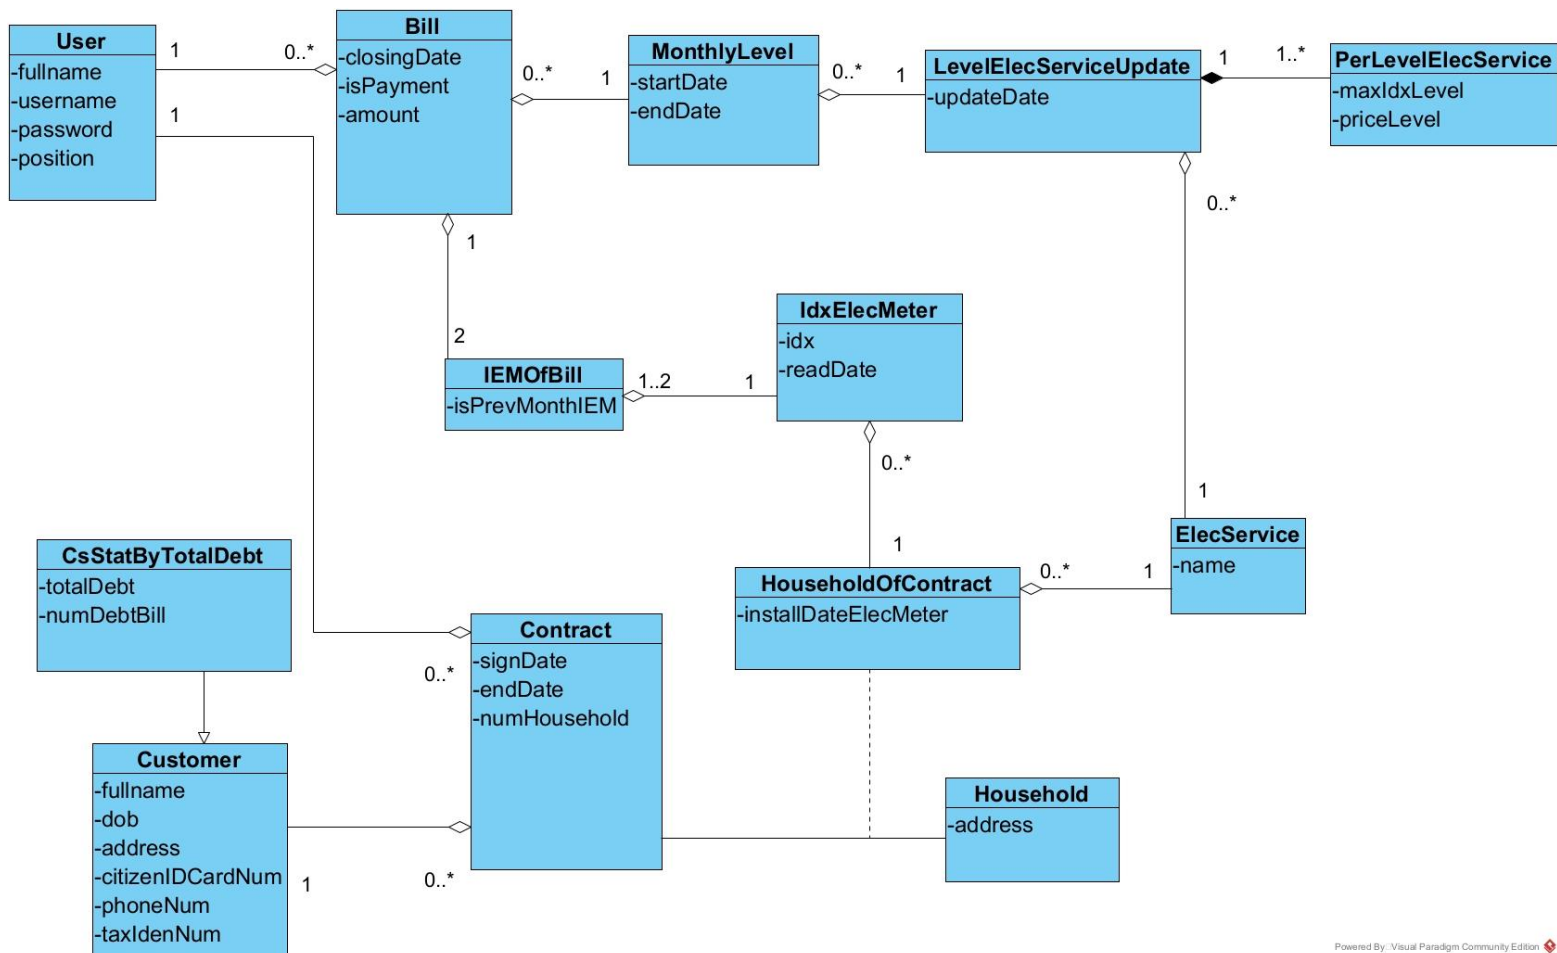 User
-fullname
-username
-password
-position
1
0..*
1
Bill
-closingDate
-isPayment
-amount
0..*
1
MonthlyLevel
-startDate
-endDate
0..*
1
LevelElecServiceUpdate
-updateDate
1
1..*
PerLevelElecService
-maxIdxLevel
-priceLevel
0..*
1
1
2
IEMOfBill
-isPrevMonthIEM
1..2
1
IdxElecMeter
-idx
-readDate
0..*
1
ElecService
-name
HouseholdOfContract
-installDateElecMeter
0..*
1
CsStatByTotalDebt
-totalDebt
-numDebtBill
Contract
-signDate
-endDate
-numHousehold
0..*
0..*
1
Customer
-fullname
-dob
-address
-citizenIDCardNum
-phoneNum
-taxIdenNum
Household
-address
Powered By: Visual Paradigm Community Edition